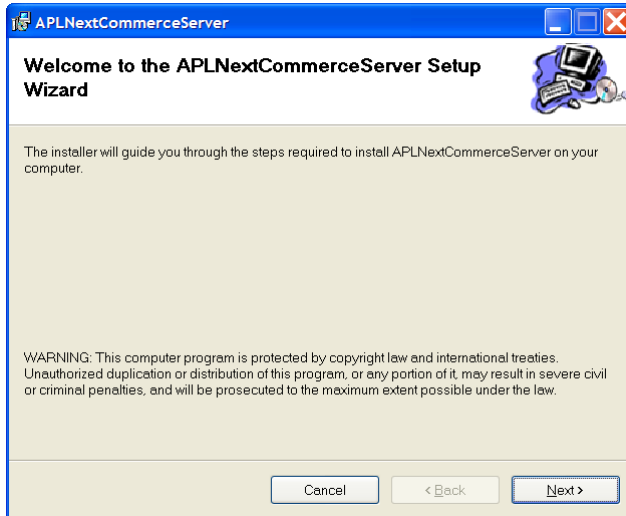 APLNextCommerceServer
Welcome to the APLNextCommerceServer Setup
Wizard
The installer will guide you through the steps required to install APLNextCommerceServer on your
computer.
WARNING: This computer program is protected by copyright law and international treaties.
Unauthorized duplication or distribution of this program, or any portion of it, may result in severe civil
or criminal penalties, and will be prosecuted to the maximum extent possible under the law.
Cancel
< Back
Next >